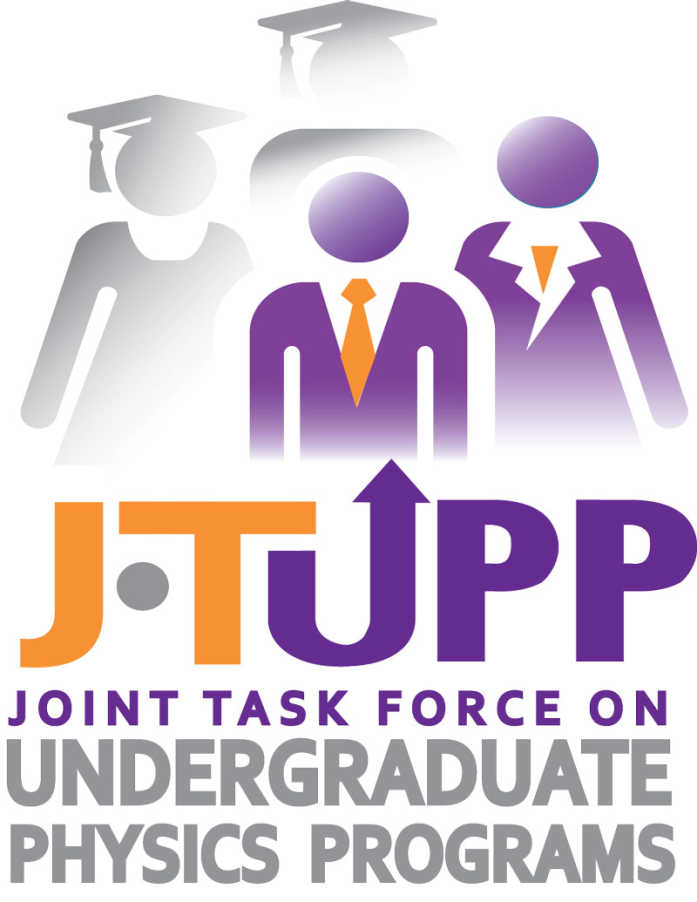 J·TUPP
JOINT TASK FORCE ON
UNDERGRADUATE
PHYSICS PROGRAMS